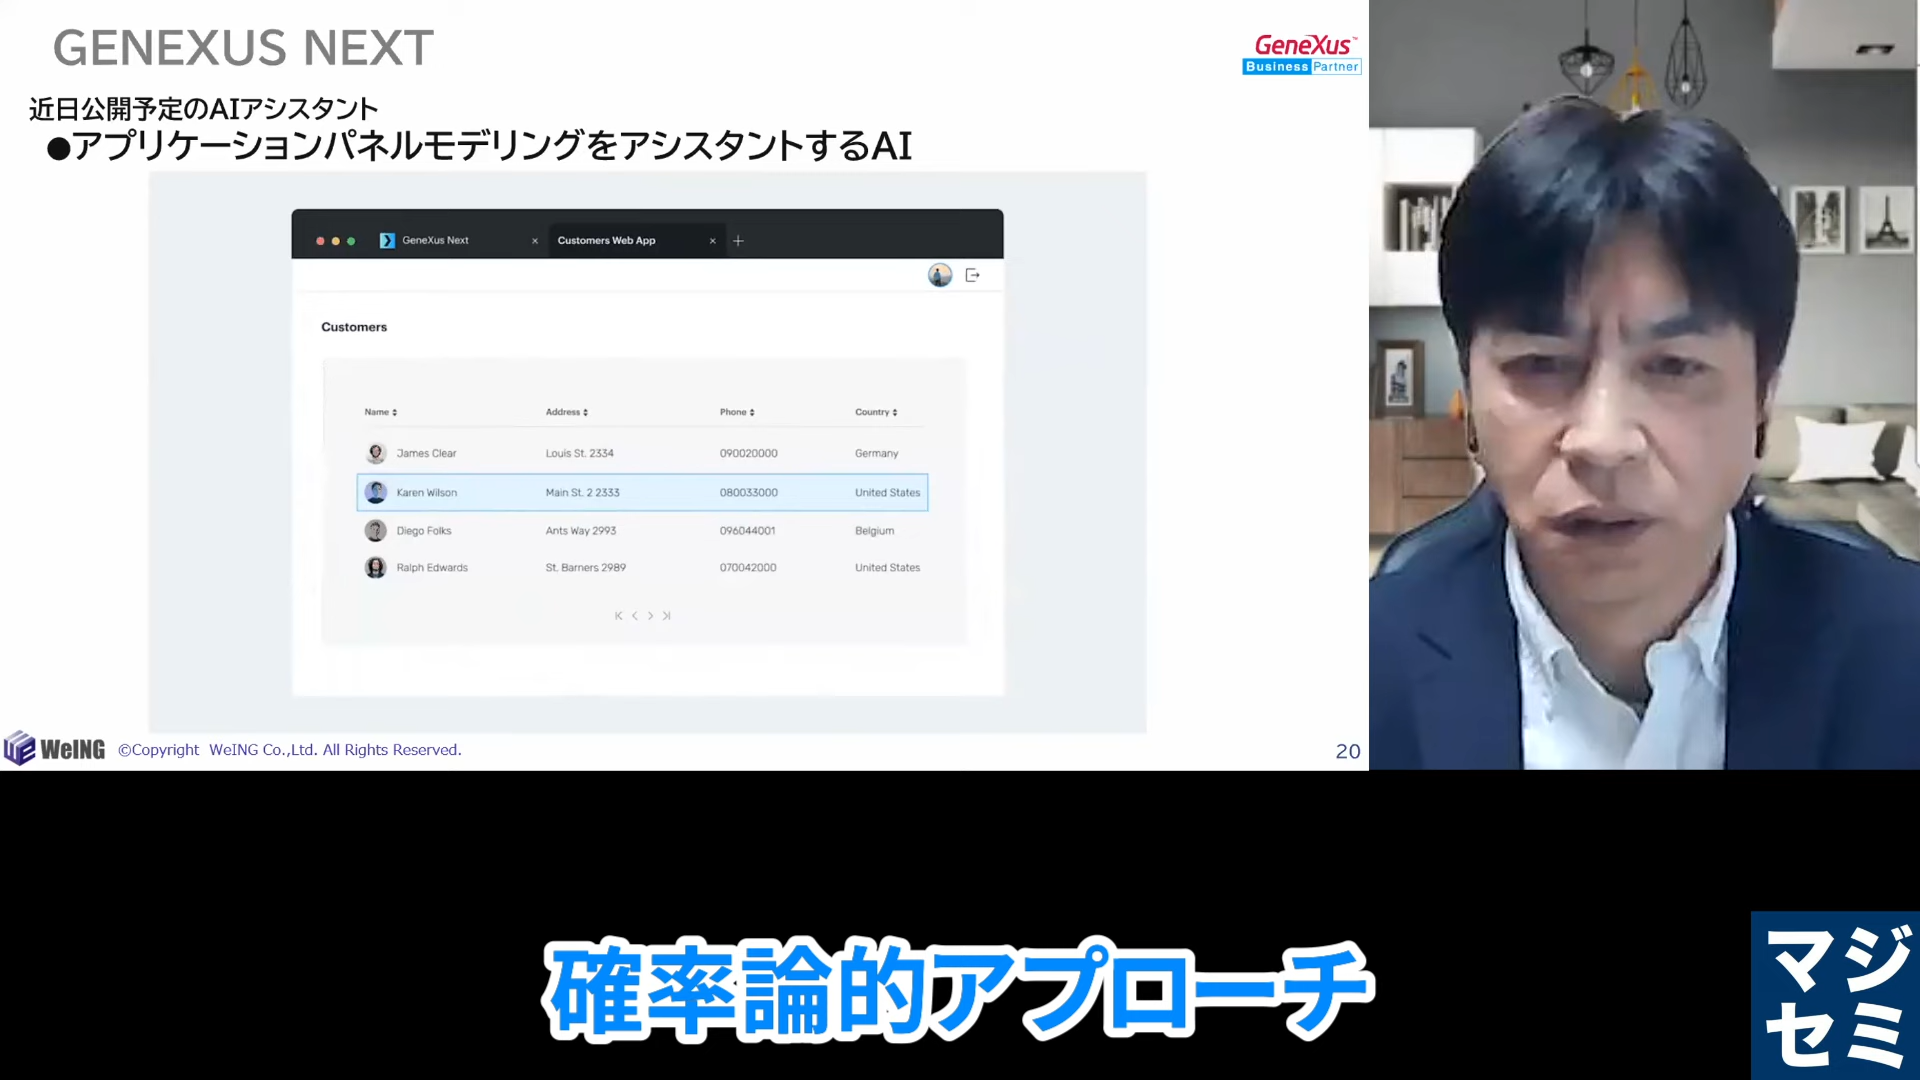 GENEXUS NEXT
GeneXus™
Business Partner
近日公開予定のAIアシスタント
●アプリケーションパネルモデリングをアシスタントするAI
GeneXus Next × Customers Web App × +
Customers
Name Address Phone Country
James Clear Louis St. 2334 090020000 Germany
Karen Wilson Main St. 2 2333 080033000 United States
Diego Folks Ants Way 2993 096044001 Belgium
Ralph Edwards St. Barners 2989 070042000 United States
WeING ©Copyright WeING Co.,Ltd. All Rights Reserved.
20
確率論的アプローチ
マジ
セミ